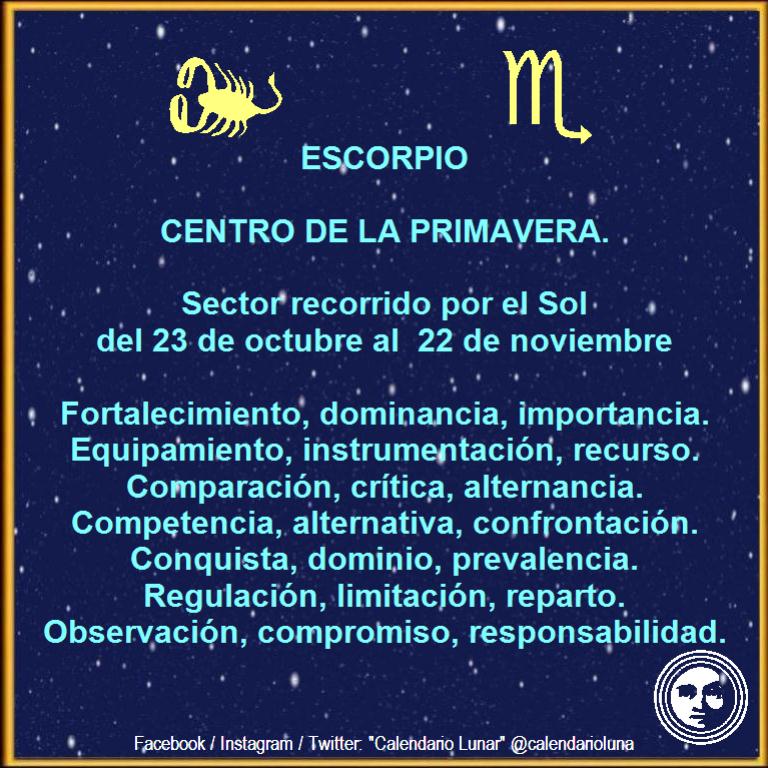 ESCORPIO
CENTRO DE LA PRIMAVERA.
Sector recorrido por el Sol
del 23 de octubre al 22 de noviembre
Fortalecimiento, dominancia, importancia.
Equipamiento, instrumentación, recurso.
Comparación, crítica, alternancia.
Competencia, alternativa, confrontación.
Conquista, dominio, prevalencia.
Regulación, limitación, reparto.
Observación, compromiso, responsabilidad.
Facebook / Instagram / Twitter: "Calendario Lunar" @calendarioluna